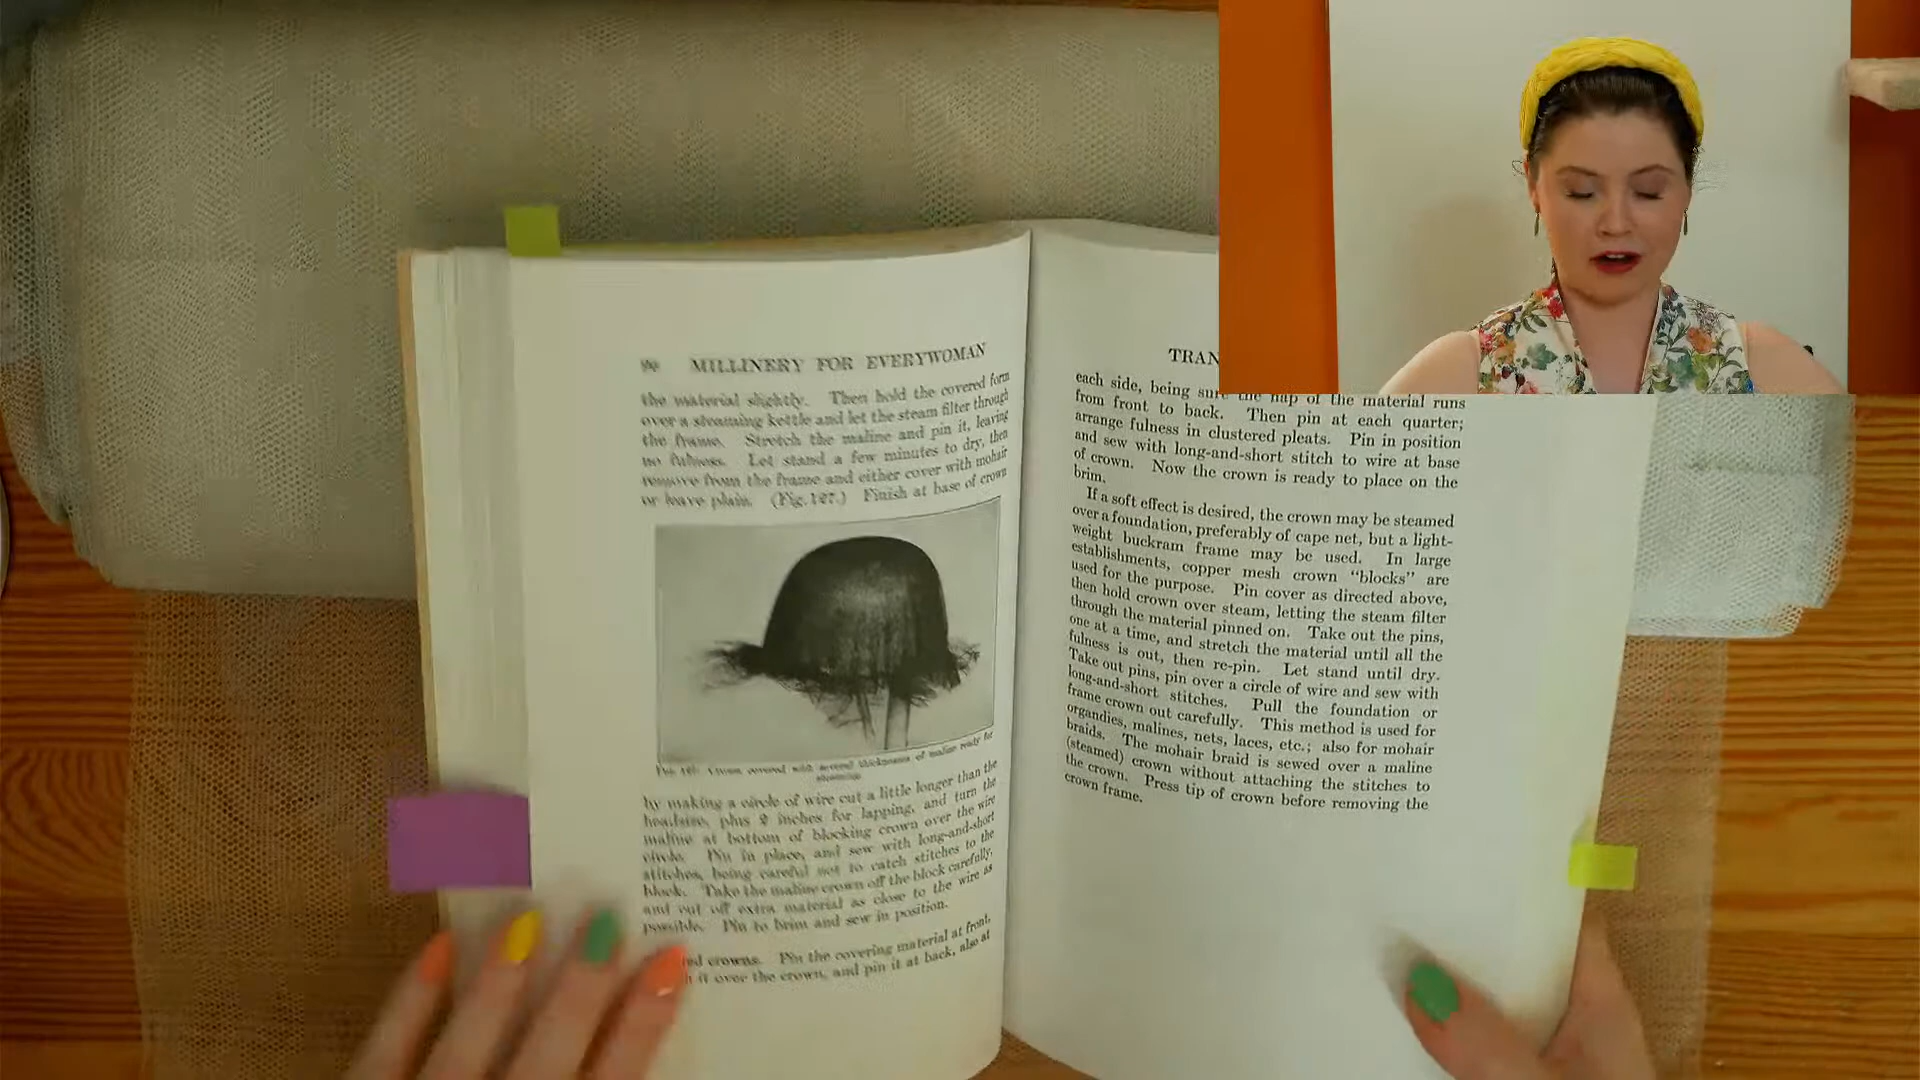 MILLINERY FOR EVERYWOMAN
the material slightly. Then hold the covered form
over a steaming kettle and let the steam filter through
the frame. Stretch the maline and pin it, leaving
no fulness. Let stand a few minutes to dry, then
remove from the frame and either cover with mohair
or leave plain. (Fig. 127.) Finish at base of crown
Crown covered with several thicknesses of maline ready for
steaming
by making a circle of wire cut a little longer than the
headsize, plus 2 inches for lapping, and turn the
maline at bottom of blocking crown over the wire
circle. Pin in place, and sew with long-and-short
stitches, being careful not to catch stitches to the
block. Take the maline crown off the block carefully,
and cut off extra material as close to the wire as
possible. Pin to brim and sew in position.
crowns. Pin the covering material at front,
it over the crown, and pin it at back, also at
TRAN
each side, being sure the nap of the material runs
from front to back. Then pin at each quarter;
arrange fulness in clustered pleats. Pin in position
and sew with long-and-short stitch to wire at base
of crown. Now the crown is ready to place on the
brim.
If a soft effect is desired, the crown may be steamed
over a foundation, preferably of cape net, but a light-
weight buckram frame may be used. In large
establishments, copper mesh crown "blocks" are
used for the purpose. Pin cover as directed above,
then hold crown over steam, letting the steam filter
through the material pinned on. Take out the pins,
one at a time, and stretch the material until all the
fulness is out, then re-pin. Let stand until dry.
Take out pins, pin over a circle of wire and sew with
long-and-short stitches. Pull the foundation or
frame crown out carefully. This method is used for
organdies, malines, nets, laces, etc.; also for mohair
braids. The mohair braid is sewed over a maline
(steamed) crown without attaching the stitches to
the crown. Press tip of crown before removing the
crown frame.